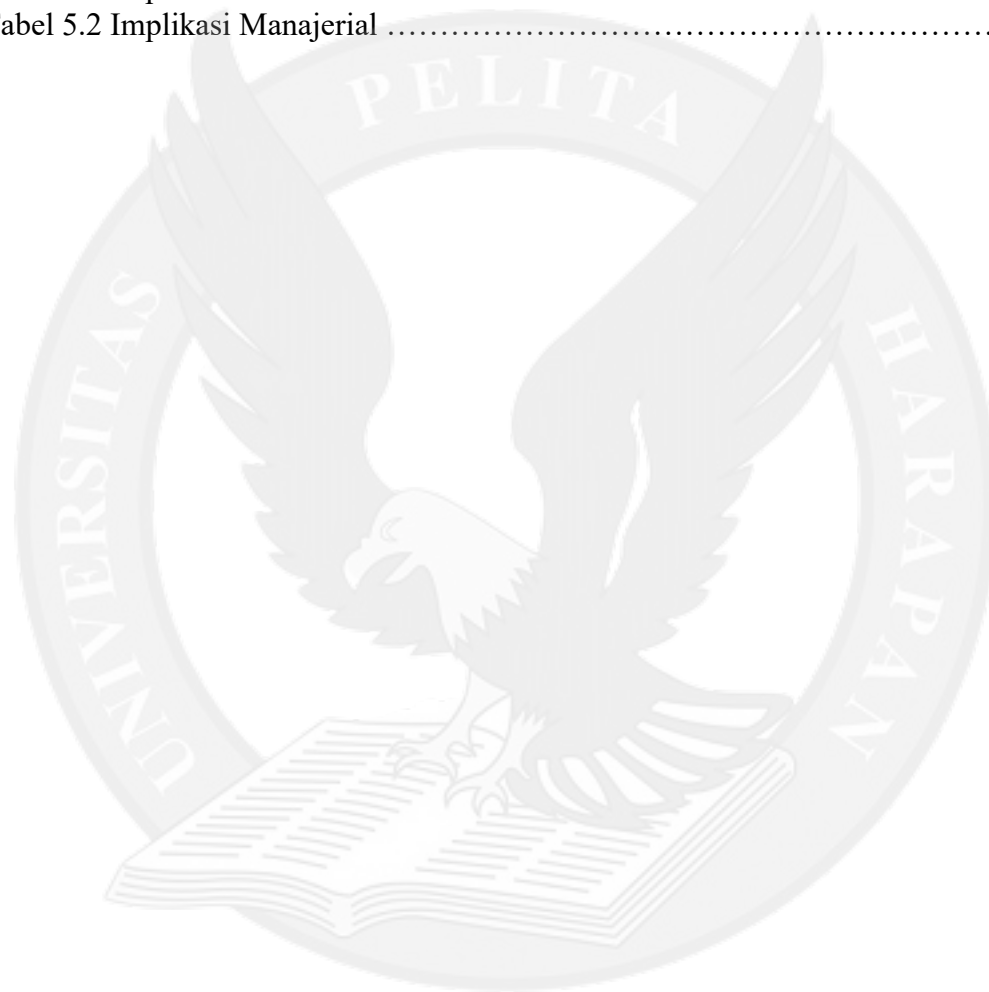 abel 5.2 Implikasi Manajerial ……………………………………………………
UNIVERSITAS PELITA HARAPAN